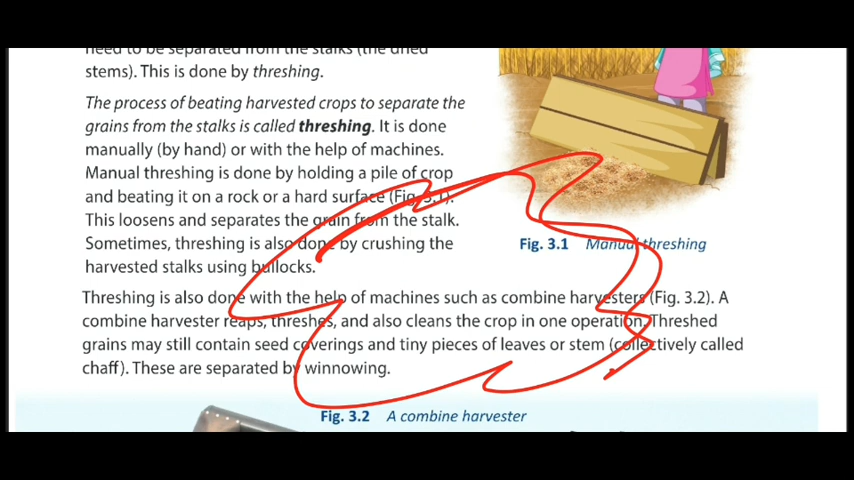 need to be separated from the stalks (the dried
stems). This is done by threshing.
The process of beating harvested crops to separate the
grains from the stalks is called threshing. It is done
manually (by hand) or with the help of machines.
Manual threshing is done by holding a pile of crop
and beating it on a rock or a hard surface (Fig. 3.1).
This loosens and separates the grain from the stalk.
Sometimes, threshing is also done by crushing the
harvested stalks using bullocks.
Fig. 3.1 Manual threshing
Threshing is also done with the help of machines such as combine harvesters (Fig. 3.2). A
combine harvester reaps, threshes, and also cleans the crop in one operation. Threshed
grains may still contain seed coverings and tiny pieces of leaves or stem (collectively called
chaff). These are separated by winnowing.
Fig. 3.2 A combine harvester